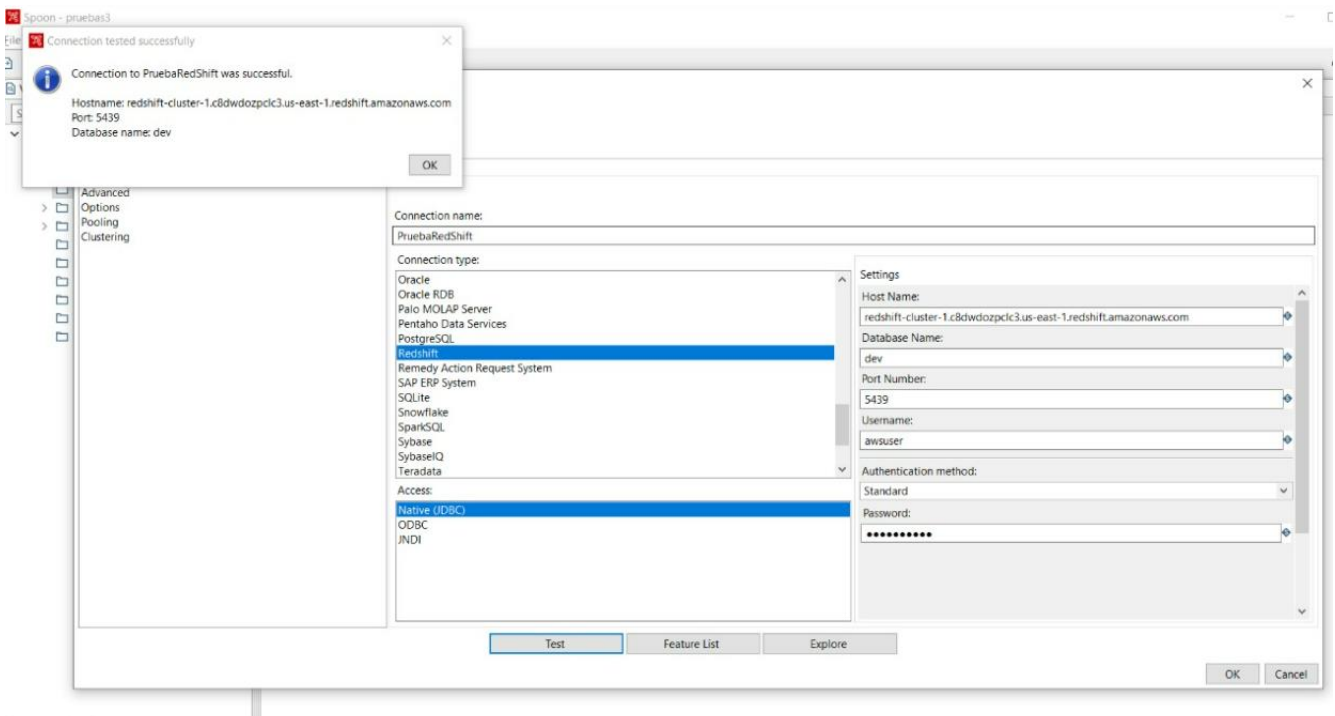 Spoon - pruebas3
File
Connection tested successfully
Connection to PruebaRedShift was successful.
Hostname: redshift-cluster-1.c8dwdozpclc3.us-east-1.redshift.amazonaws.com
Port: 5439
Database name: dev
OK
Advanced
Options
Pooling
Clustering
Connection name:
PruebaRedShift
Connection type:
Oracle
Oracle RDB
Palo MOLAP Server
Pentaho Data Services
PostgreSQL
Redshift
Remedy Action Request System
SAP ERP System
SQLite
Snowflake
SparkSQL
Sybase
SybaseIQ
Teradata
Access:
Native (JDBC)
ODBC
JNDI
Settings
Host Name:
redshift-cluster-1.c8dwdozpclc3.us-east-1.redshift.amazonaws.com
Database Name:
dev
Port Number:
5439
Username:
awsuser
Authentication method:
Standard
Password:
●●●●●●●●●●
Test
Feature List
Explore
OK
Cancel